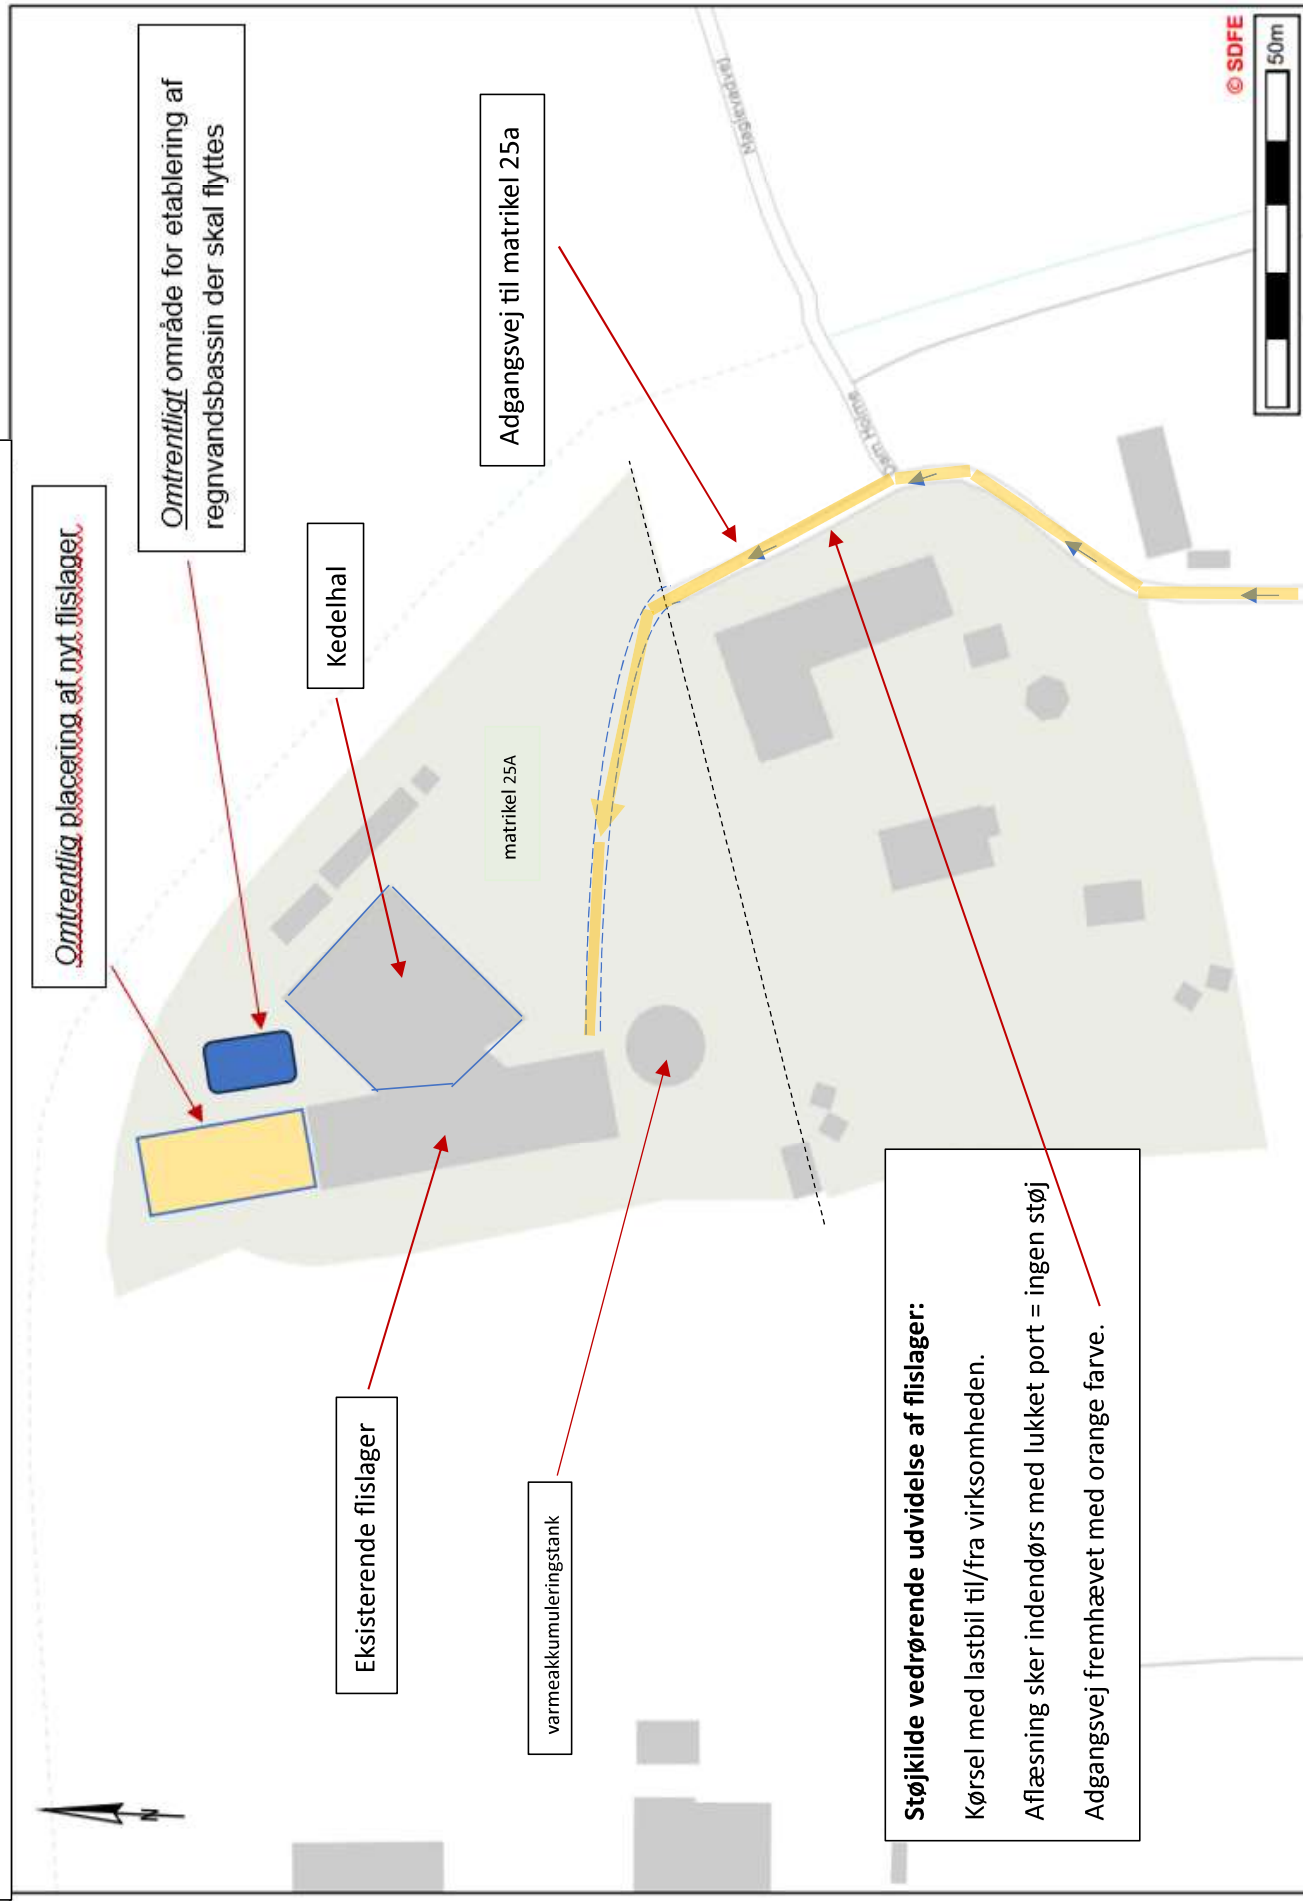 Omtrentlig placering af nyt flislager
Omtrentligt område for etablering af
regnvandsbassin der skal flyttes
Kedelhal
Adgangsvej til matrikel 25a
Maglevadvej
Dam Holme
matrikel 25A
Eksisterende flislager
varmeakkumuleringstank
Støjkilde vedrørende udvidelse af flislager:
Kørsel med lastbil til/fra virksomheden.
Aflæsning sker indendørs med lukket port = ingen støj
Adgangsvej fremhævet med orange farve.
N
© SDFE
50m